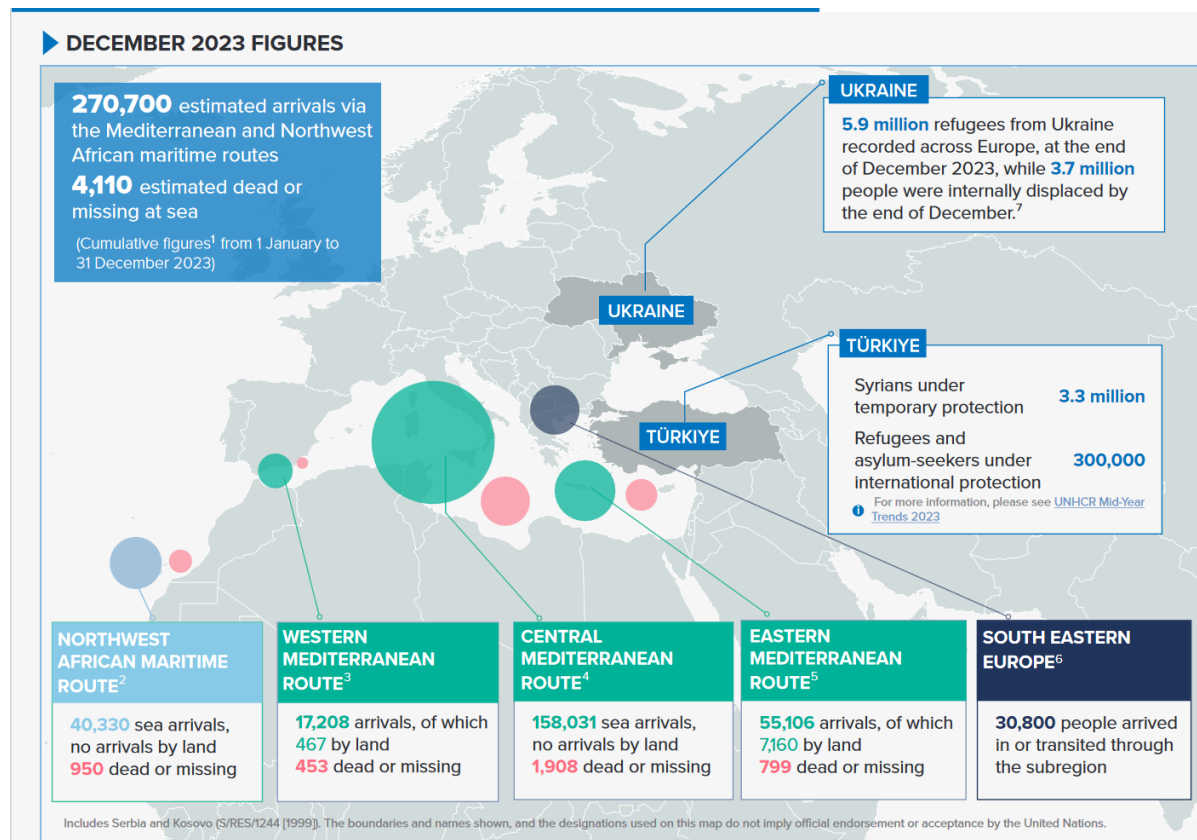 DECEMBER 2023 FIGURES
270,700 estimated arrivals via
the Mediterranean and Northwest
African maritime routes
4,110 estimated dead or
missing at sea
(Cumulative figures¹ from 1 January to
31 December 2023)
UKRAINE
5.9 million refugees from Ukraine
recorded across Europe, at the end
of December 2023, while 3.7 million
people were internally displaced by
the end of December.⁷
UKRAINE
TÜRKIYE
Syrians under
temporary protection 3.3 million
Refugees and
asylum-seekers under
international protection 300,000
i For more information, please see UNHCR Mid-Year
Trends 2023
TÜRKIYE
NORTHWEST
AFRICAN MARITIME
ROUTE²
40,330 sea arrivals,
no arrivals by land
950 dead or missing
WESTERN
MEDITERRANEAN
ROUTE³
17,208 arrivals, of which
467 by land
453 dead or missing
CENTRAL
MEDITERRANEAN
ROUTE⁴
158,031 sea arrivals,
no arrivals by land
1,908 dead or missing
EASTERN
MEDITERRANEAN
ROUTE⁵
55,106 arrivals, of which
7,160 by land
799 dead or missing
SOUTH EASTERN
EUROPE⁶
30,800 people arrived
in or transited through
the subregion
Includes Serbia and Kosovo (S/RES/1244 [1999]). The boundaries and names shown, and the designations used on this map do not imply official endorsement or acceptance by the United Nations.